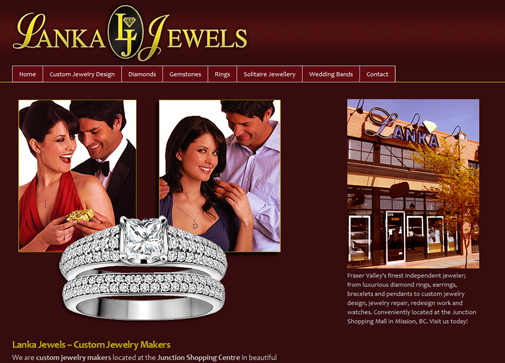 LANKA LJ JEWELS
Home Custom Jewelry Design Diamonds Gemstones Rings Solitaire Jewellery Wedding Bands Contact
LANKA
Fraser Valley's finest independent jeweler;
from luxurious diamond rings, earrings,
bracelets and pendants to custom jewelry
design, jewelry repair, redesign work and
watches. Conveniently located at the Junction
Shopping Mall in Mission, BC. Visit us today!
Lanka Jewels – Custom Jewelry Makers
We are custom jewelry makers located at the Junction Shopping Centre in beautiful